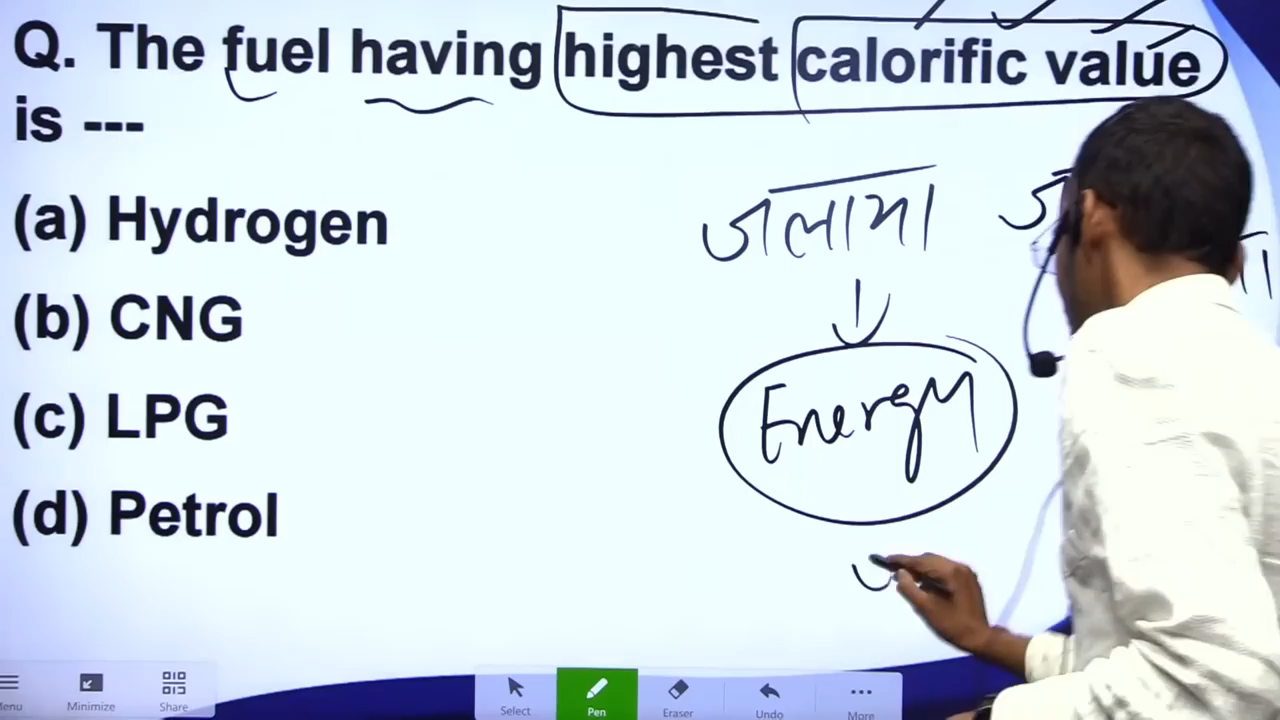 Q. The fuel having highest calorific value
is ---
(a) Hydrogen
(b) CNG
(c) LPG
(d) Petrol
जलाना
Energy
Minimize
Share
Select
Pen
Eraser
Undo
More